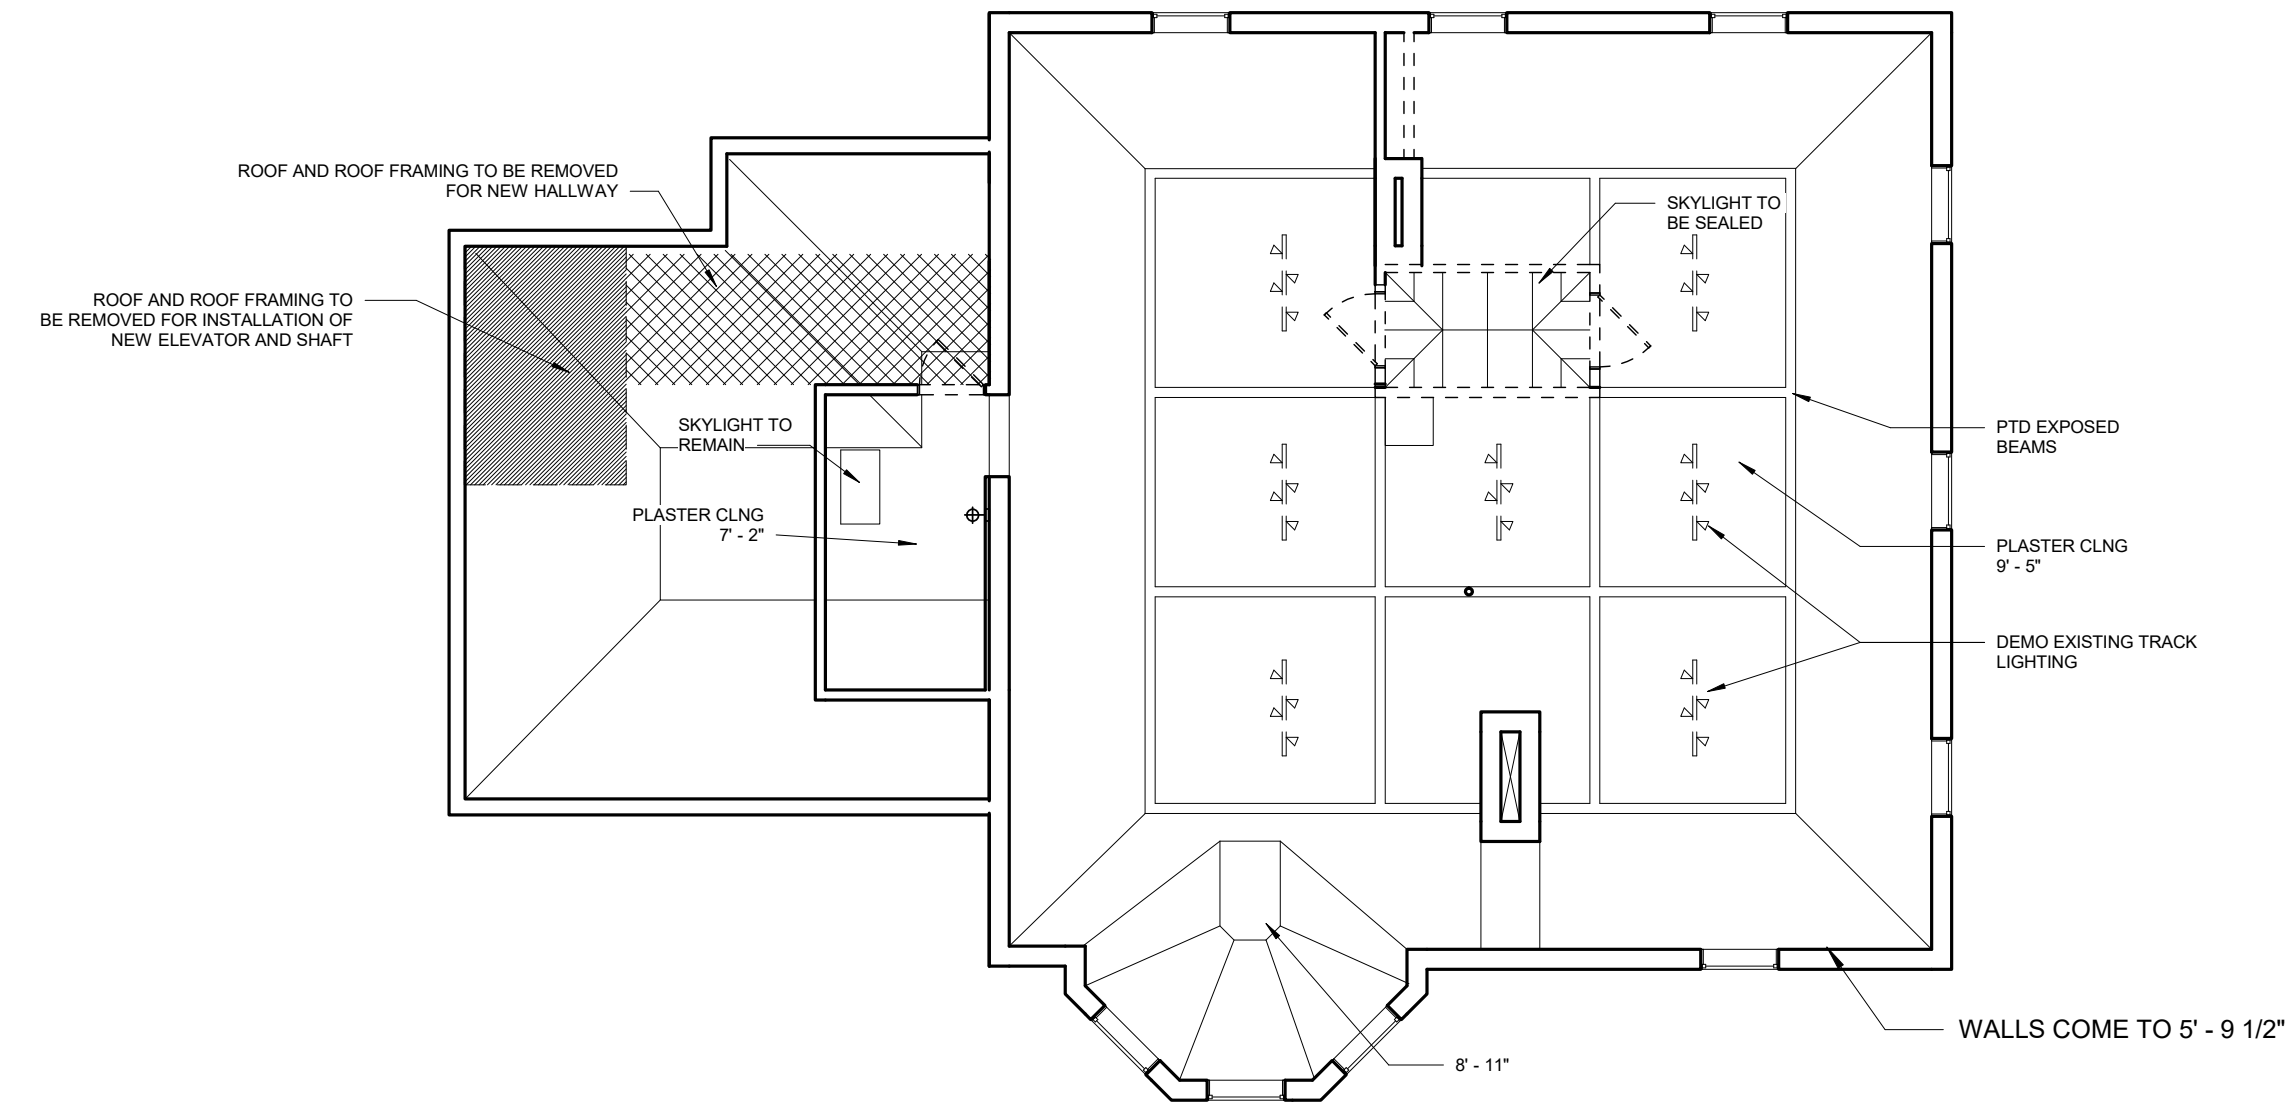 ROOF AND ROOF FRAMING TO BE REMOVED
FOR NEW HALLWAY
SKYLIGHT TO
BE SEALED
ROOF AND ROOF FRAMING TO
BE REMOVED FOR INSTALLATION OF
NEW ELEVATOR AND SHAFT
SKYLIGHT TO
REMAIN
PTD EXPOSED
BEAMS
PLASTER CLNG
7' - 2"
PLASTER CLNG
9' - 5"
DEMO EXISTING TRACK
LIGHTING
WALLS COME TO 5' - 9 1/2"
8' - 11"